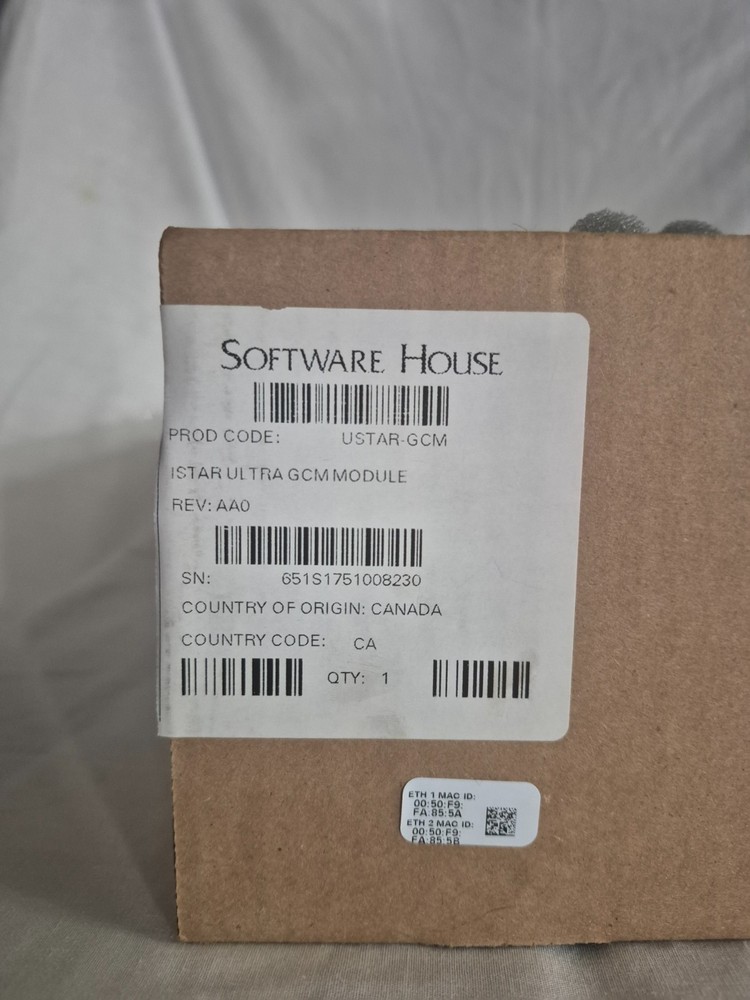 SOFTWARE HOUSE
PROD CODE: USTAR-GCM
ISTAR ULTRA GCM MODULE
REV: AA0
SN: 651S1751008230
COUNTRY OF ORIGIN: CANADA
COUNTRY CODE: CA
QTY: 1
ETH 1 MAC ID:
00:50:F9:
FA:85:5A
ETH 2 MAC ID:
00:50:F9:
FA:85:5B